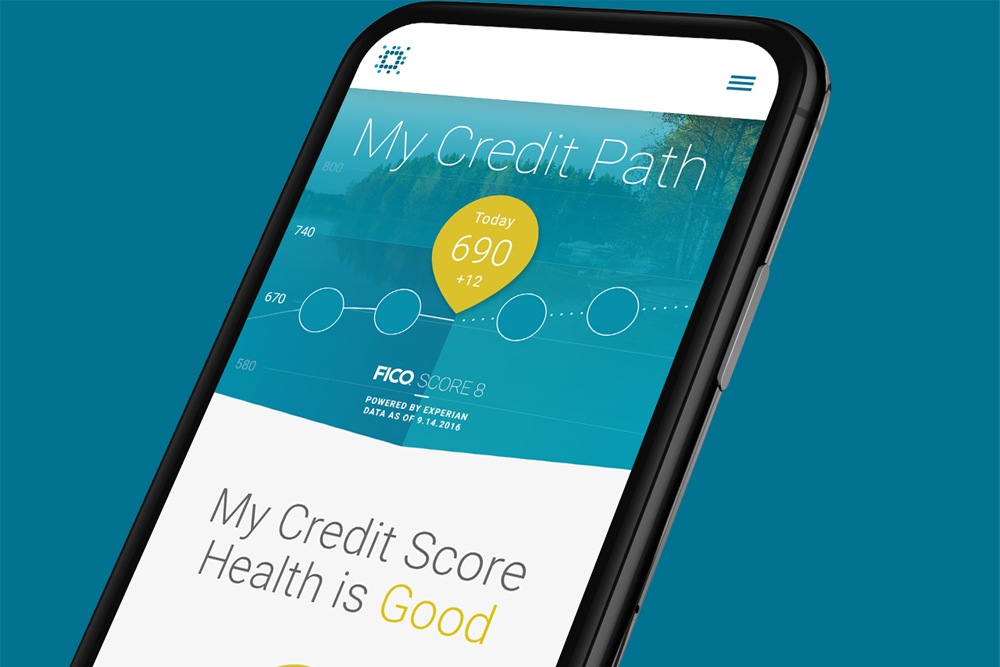 My Credit Path
800
Today
690
+12
740
670
580
FICO SCORE 8
POWERED BY EXPERIAN
DATA AS OF 9.14.2016
My Credit Score
Health is Good